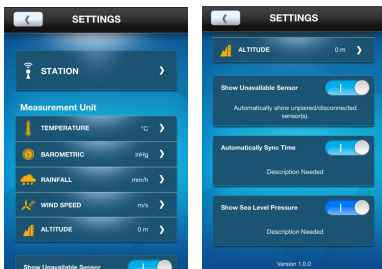 SETTINGS
STATION
Measurement Unit
TEMPERATURE °C
BAROMETRIC inHg
RAINFALL mm/h
WIND SPEED m/s
ALTITUDE 0 m
Show Unavailable Sensor
SETTINGS
ALTITUDE 0 m
Show Unavailable Sensor
Automatically show unpaired/disconnected
sensor(s).
Automatically Sync Time
Description Needed
Show Sea Level Pressure
Description Needed
Version 1.0.0